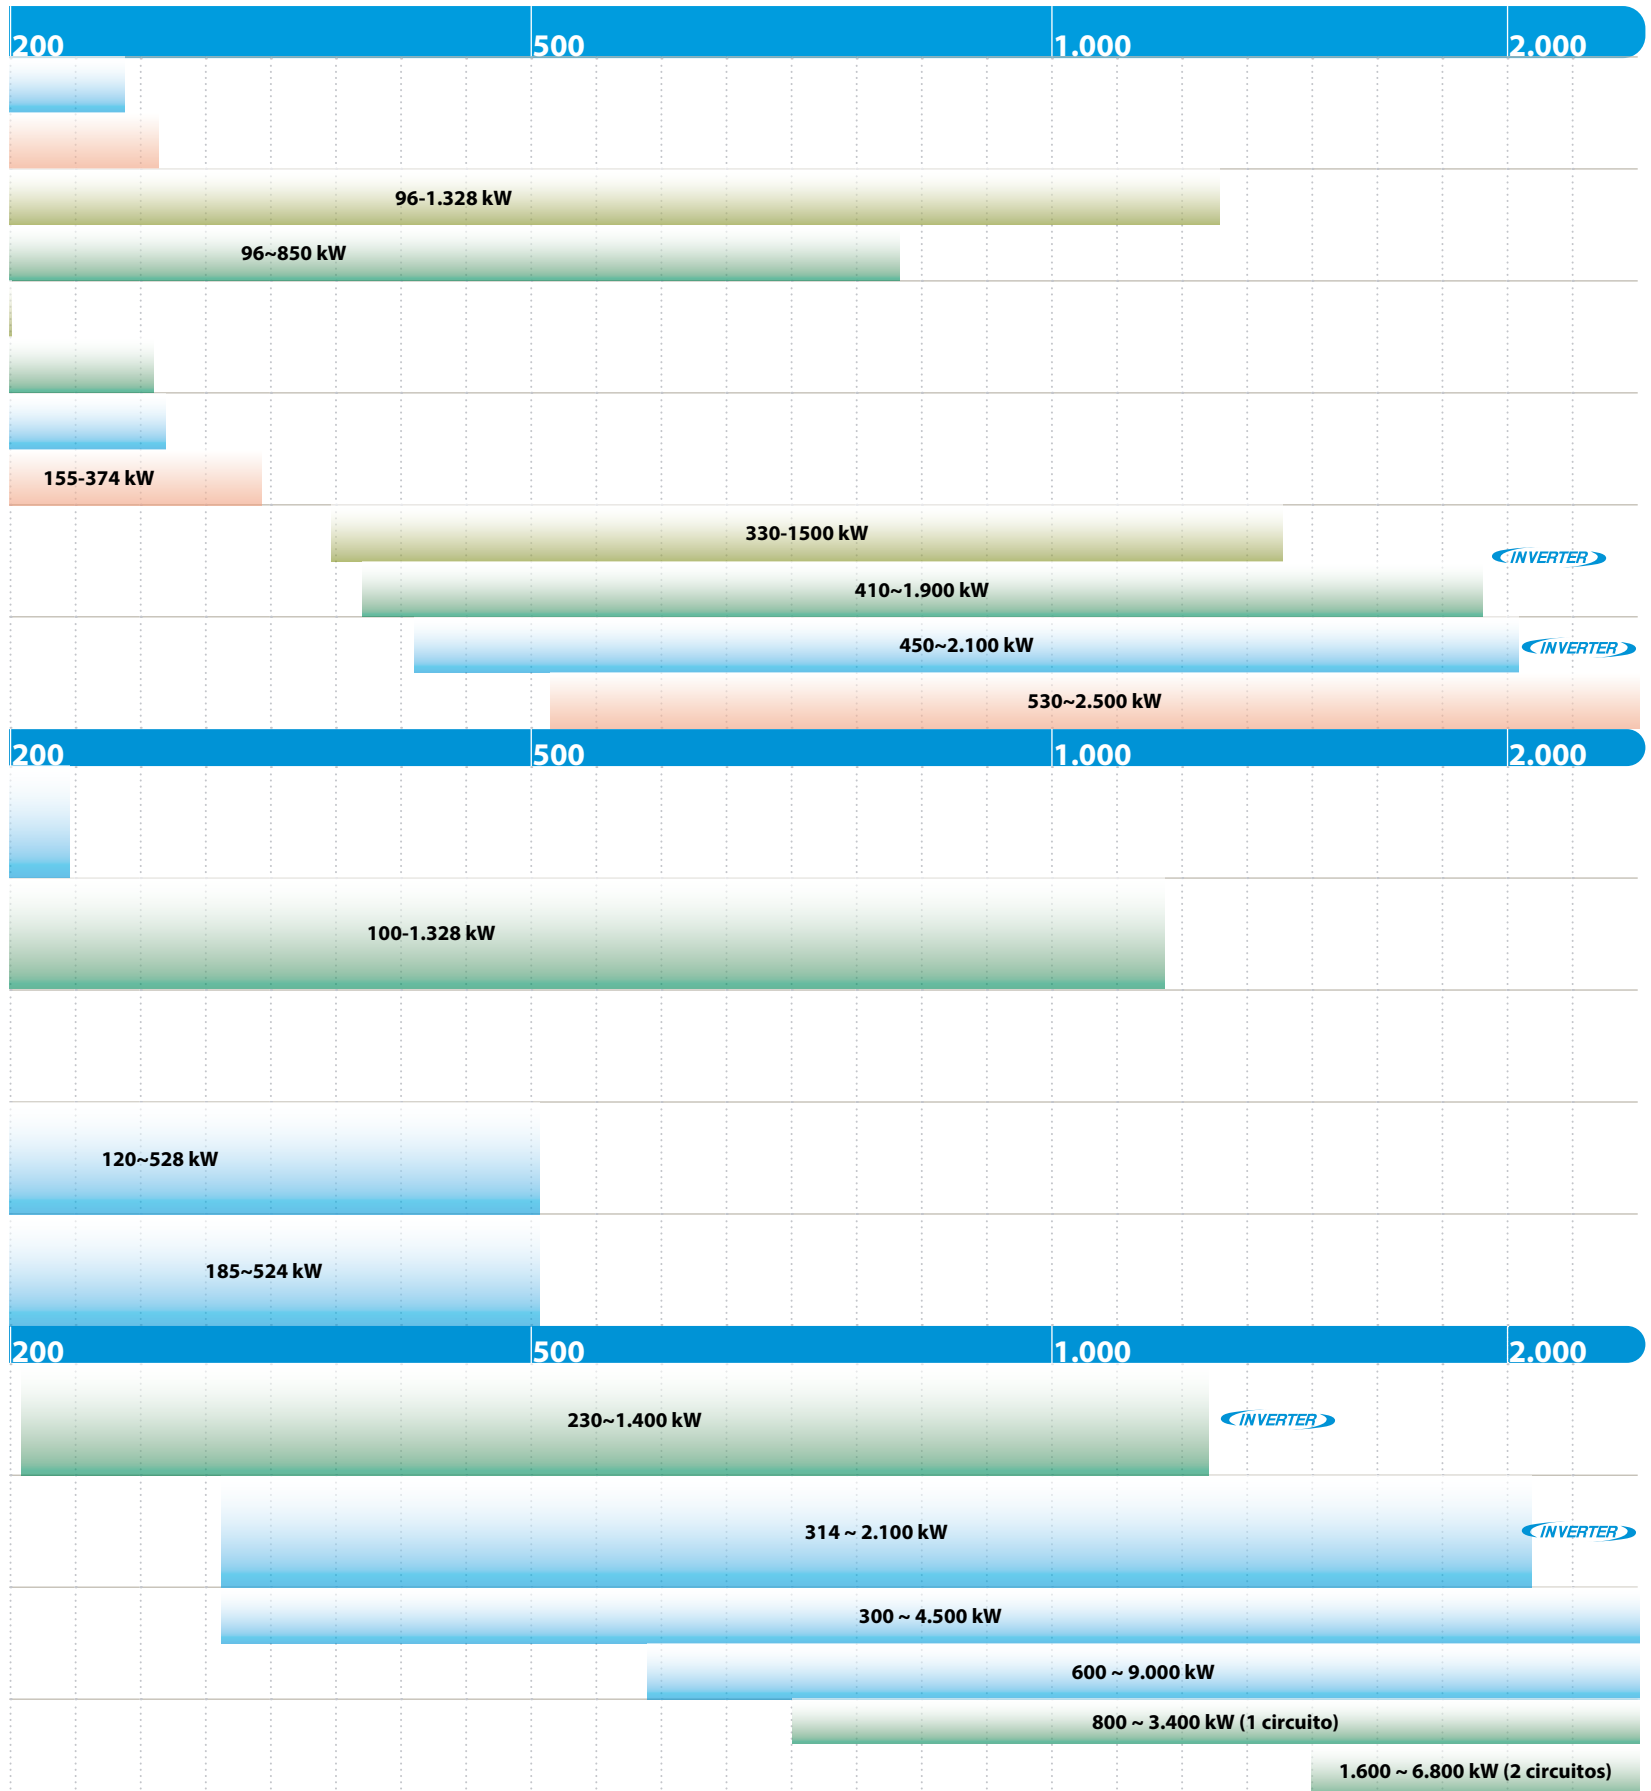 200 500 1.000 2.000
96-1.328 kW
96~850 kW
155-374 kW
330-1500 kW
INVERTER
410~1.900 kW
450~2.100 kW
INVERTER
530~2.500 kW
200 500 1.000 2.000
100-1.328 kW
120~528 kW
185~524 kW
200 500 1.000 2.000
230~1.400 kW
INVERTER
314 ~ 2.100 kW
INVERTER
300 ~ 4.500 kW
600 ~ 9.000 kW
800 ~ 3.400 kW (1 circuito)
1.600 ~ 6.800 kW (2 circuitos)